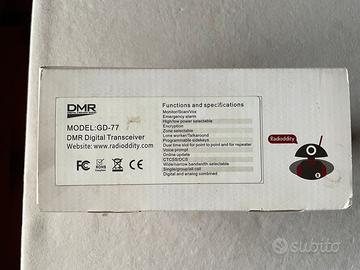 DMR
MODEL:GD-77
DMR Digital Transceiver
Website: www.radioddity.com
CE FC RoHS
Functions and specifications
Monitor/Scan/Vox
Emergency alarm
High/low power selectable
Encryption
Zone selectable
Lone worker/Talkaround
Programmable sidekeys
Dual time slot for point to point and for repeater
Voice prompt
Online update
CTCSS/DCS
Wide/narrow bandwidth selectable
Single/group/all call
Digital and analog combined
Radioddity
subito